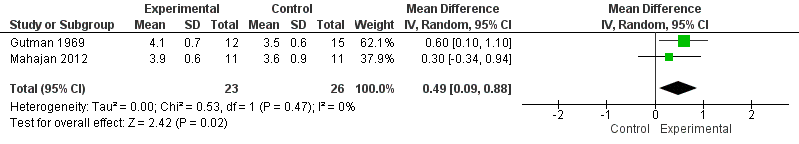 Experimental Control Mean Difference Mean Difference
Study or Subgroup Mean SD Total Mean SD Total Weight IV, Random, 95% CI IV, Random, 95% CI
Gutman 1969 4.1 0.7 12 3.5 0.6 15 62.1% 0.60 [0.10, 1.10]
Mahajan 2012 3.9 0.6 11 3.6 0.9 11 37.9% 0.30 [-0.34, 0.94]
Total (95% CI) 23 26 100.0% 0.49 [0.09, 0.88]
Heterogeneity: Tau² = 0.00; Chi² = 0.53, df = 1 (P = 0.47); I² = 0%
Test for overall effect: Z = 2.42 (P = 0.02)
-2 -1 0 1 2
Control Experimental